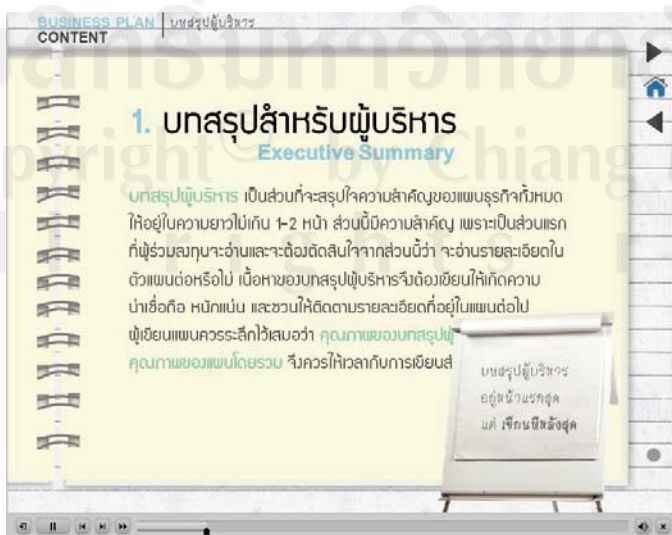 BUSINESS PLAN
CONTENT
บทสรุปผู้บริหาร
1. บทสรุปสำหรับผู้บริหาร
Executive Summary
บทสรุปผู้บริหาร เป็นส่วนที่จะสรุปใจความสำคัญของแผนธุรกิจทั้งหมด
ให้อยู่ในความยาวไม่เกิน 1-2 หน้า ส่วนนี้มีความสำคัญ เพราะเป็นส่วนแรก
ที่ผู้ร่วมลงทุนจะอ่านและจะต้องตัดสินใจจากส่วนนี้ว่า จะอ่านรายละเอียดใน
ตัวแผนต่อหรือไม่ เนื้อหาของบทสรุปผู้บริหารจึงต้องเขียนให้เกิดความ
น่าเชื่อถือ หนักแน่น และชวนให้ติดตามรายละเอียดที่อยู่ในแผนต่อไป
ผู้เขียนแผนควรระลึกไว้เสมอว่า คุณภาพของบทสรุปผู้
คุณภาพของแผนโดยรวม จึงควรให้เวลากับการเขียนส่
บทสรุปผู้บริหาร
อยู่หน้าแรกสุด
แต่ เขียนทีหลังสุด